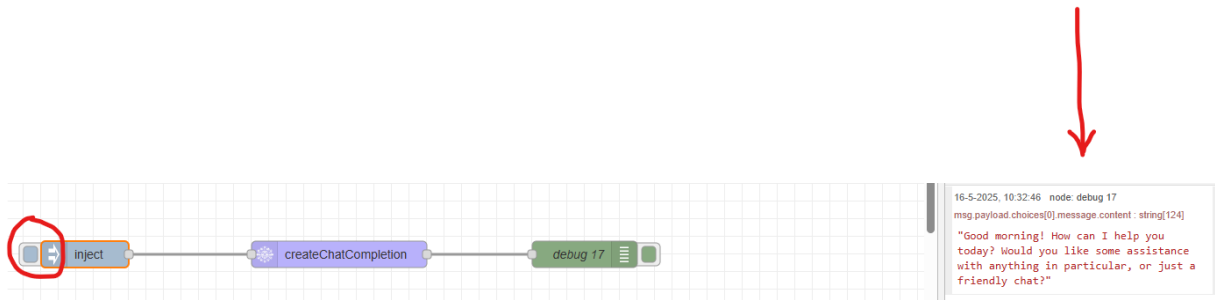 inject
createChatCompletion
debug 17
16-5-2025, 10:32:46 node: debug 17
msg.payload.choices[0].message.content : string[124]
"Good morning! How can I help you
today? Would you like some assistance
with anything in particular, or just a
friendly chat?"